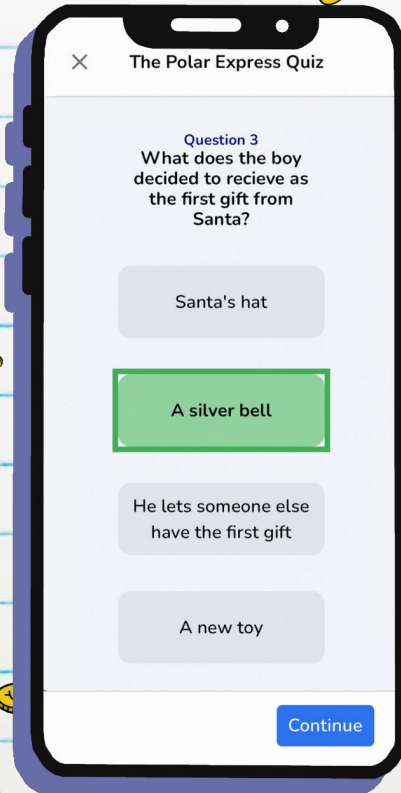 The Polar Express Quiz
Question 3
What does the boy
decided to recieve as
the first gift from
Santa?
Santa's hat
A silver bell
He lets someone else
have the first gift
A new toy
Continue